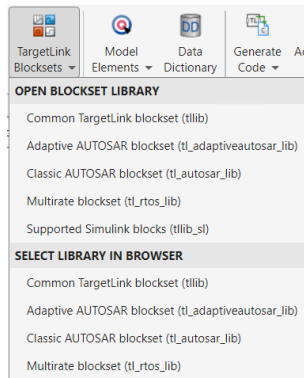 TargetLink
Blocksets
Model
Elements
Data
Dictionary
Generate
Code
OPEN BLOCKSET LIBRARY
Common TargetLink blockset (tllib)
Adaptive AUTOSAR blockset (tl_adaptiveautosar_lib)
Classic AUTOSAR blockset (tl_autosar_lib)
Multirate blockset (tl_rtos_lib)
Supported Simulink blocks (tllib_sl)
SELECT LIBRARY IN BROWSER
Common TargetLink blockset (tllib)
Adaptive AUTOSAR blockset (tl_adaptiveautosar_lib)
Classic AUTOSAR blockset (tl_autosar_lib)
Multirate blockset (tl_rtos_lib)